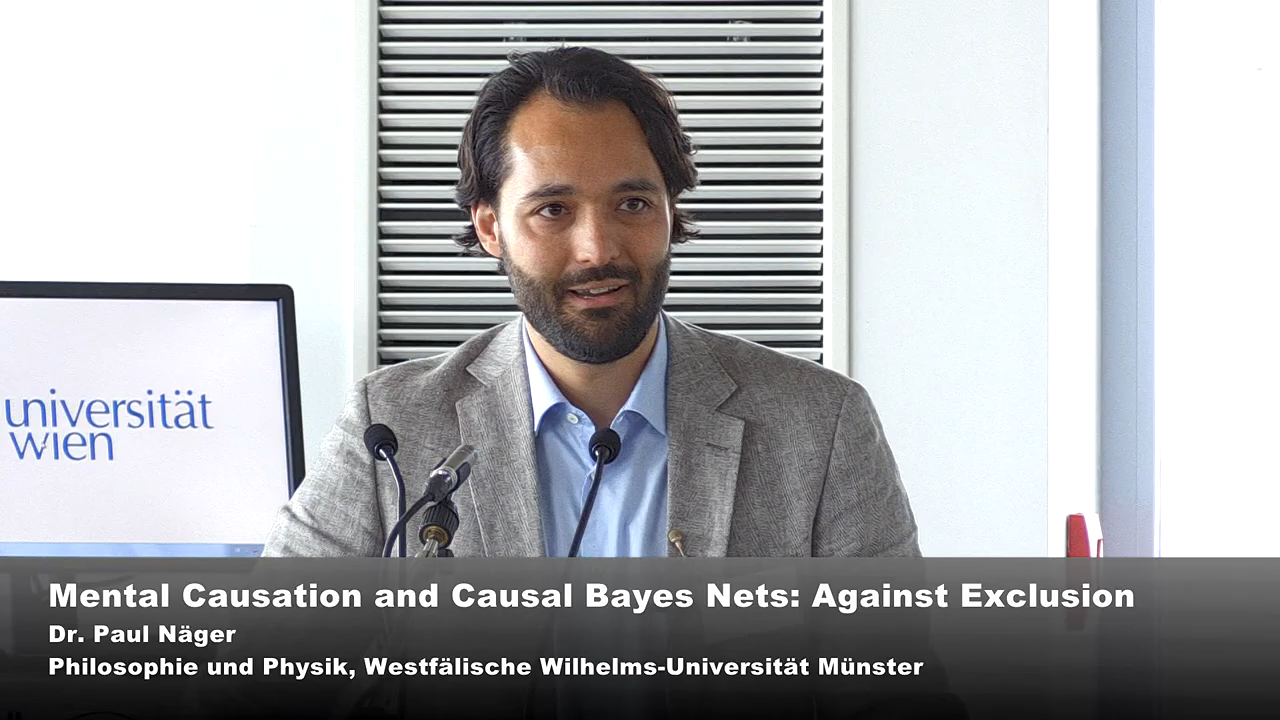 universität
wien
Mental Causation and Causal Bayes Nets: Against Exclusion
Dr. Paul Näger
Philosophie und Physik, Westfälische Wilhelms-Universität Münster